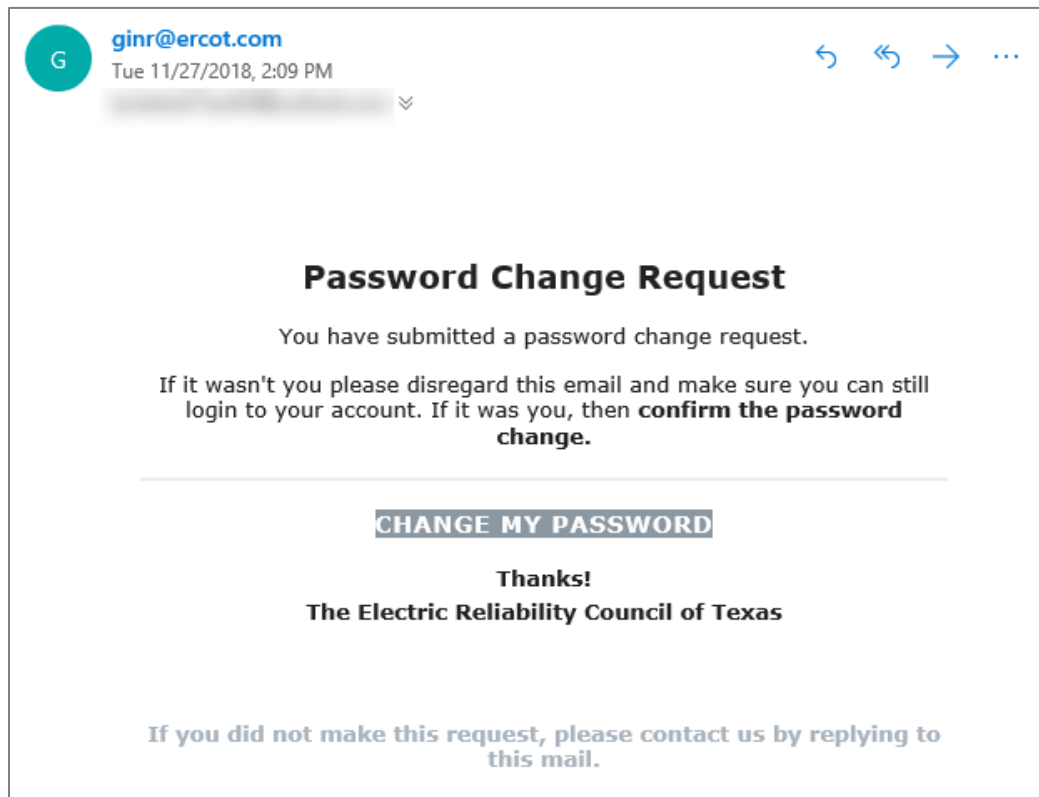 G
ginr@ercot.com
Tue 11/27/2018, 2:09 PM
Password Change Request
You have submitted a password change request.
If it wasn't you please disregard this email and make sure you can still
login to your account. If it was you, then confirm the password
change.
CHANGE MY PASSWORD
Thanks!
The Electric Reliability Council of Texas
If you did not make this request, please contact us by replying to
this mail.